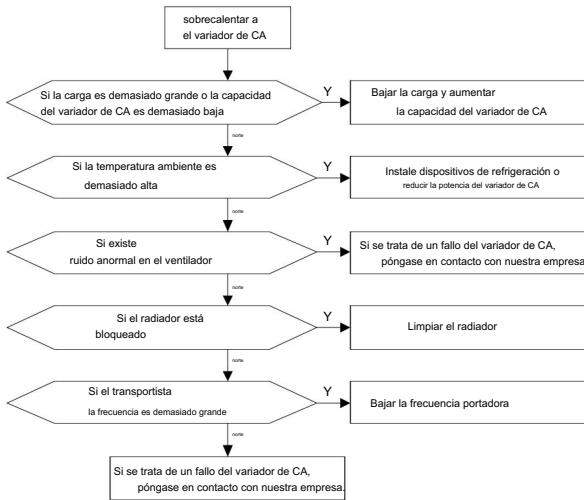 sobrecalentar a
el variador de CA
Si la carga es demasiado grande o la capacidad
del variador de CA es demasiado baja
Y
Bajar la carga y aumentar
la capacidad del variador de CA
norte
Si la temperatura ambiente es
demasiado alta
Y
Instale dispositivos de refrigeración o
reducir la potencia del variador de CA
norte
Si existe
ruido anormal en el ventilador
Y
Si se trata de un fallo del variador de CA,
póngase en contacto con nuestra empresa.
norte
Si el radiador está
bloqueado
Y
Limpiar el radiador
norte
Si el transportista
la frecuencia es demasiado grande
Y
Bajar la frecuencia portadora
norte
Si se trata de un fallo del variador de CA,
póngase en contacto con nuestra empresa.